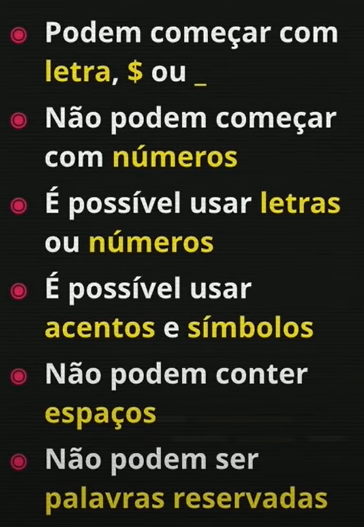 Podem começar com
letra, $ ou _
Não podem começar
com números
É possível usar letras
ou números
É possível usar
acentos e símbolos
Não podem conter
espaços
Não podem ser
palavras reservadas